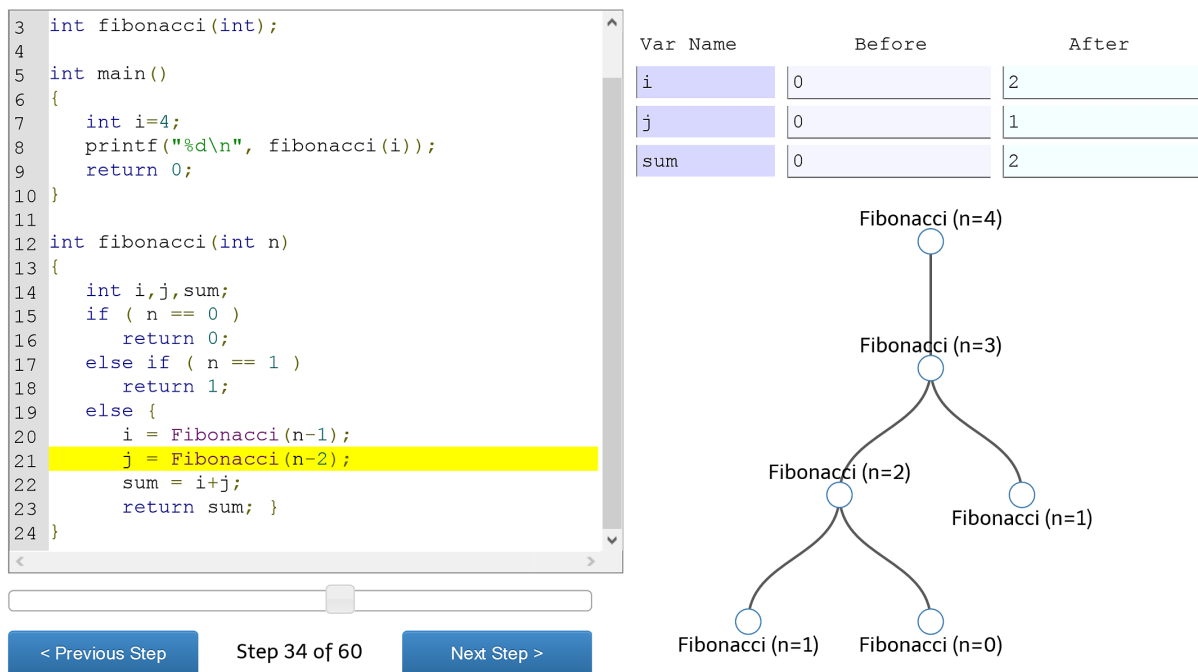 3 int fibonacci(int);
4
5 int main()
6 {
7 int i=4;
8 printf("%d\n", fibonacci(i));
9 return 0;
10 }
11
12 int fibonacci(int n)
13 {
14 int i,j,sum;
15 if ( n == 0 )
16 return 0;
17 else if ( n == 1 )
18 return 1;
19 else {
20 i = Fibonacci(n-1);
21 j = Fibonacci(n-2);
22 sum = i+j;
23 return sum; }
24 }
< Previous Step
Step 34 of 60
Next Step >
Var Name Before After
i 0 2
j 0 1
sum 0 2
Fibonacci (n=4)
Fibonacci (n=3)
Fibonacci (n=2)
Fibonacci (n=1)
Fibonacci (n=1)
Fibonacci (n=0)